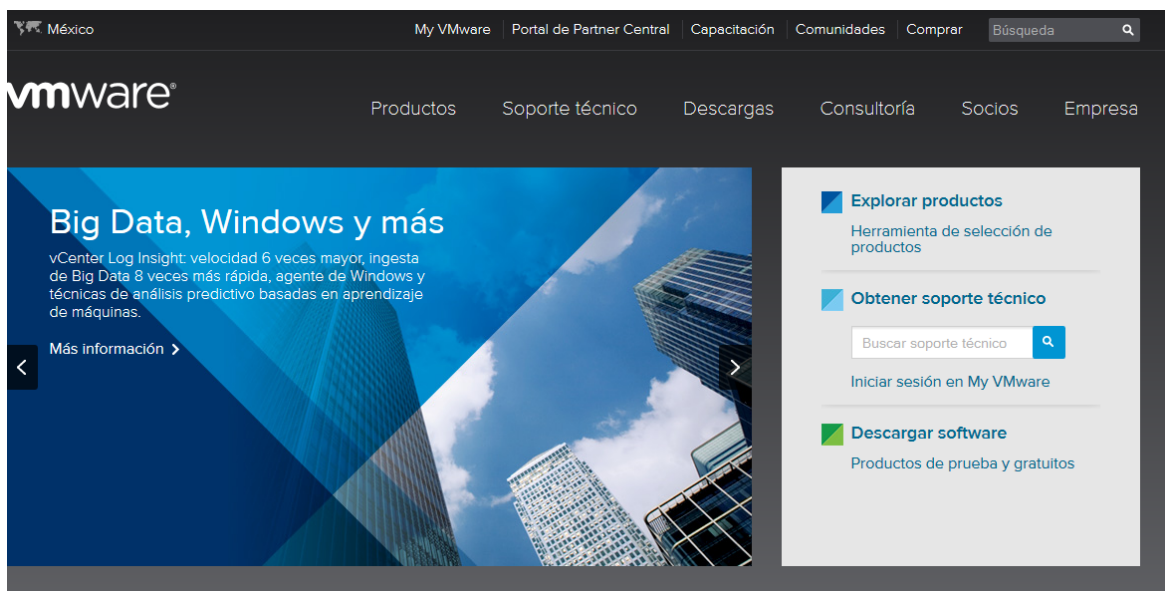 México
My VMware
Portal de Partner Central
Capacitación
Comunidades
Comprar
Búsqueda
vmware®
Productos
Soporte técnico
Descargas
Consultoría
Socios
Empresa
Big Data, Windows y más
vCenter Log Insight: velocidad 6 veces mayor, ingesta
de Big Data 8 veces más rápida, agente de Windows y
técnicas de análisis predictivo basadas en aprendizaje
de máquinas.
Más información
Explorar productos
Herramienta de selección de
productos
Obtener soporte técnico
Buscar soporte técnico
Iniciar sesión en My VMware
Descargar software
Productos de prueba y gratuitos